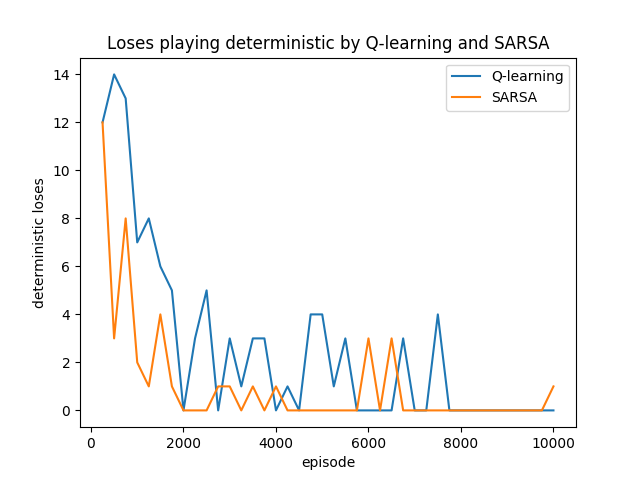 Loses playing deterministic by Q-learning and SARSA
Q-learning
SARSA
14
12
10
8
6
4
2
0
deterministic loses
0 2000 4000 6000 8000 10000
episode